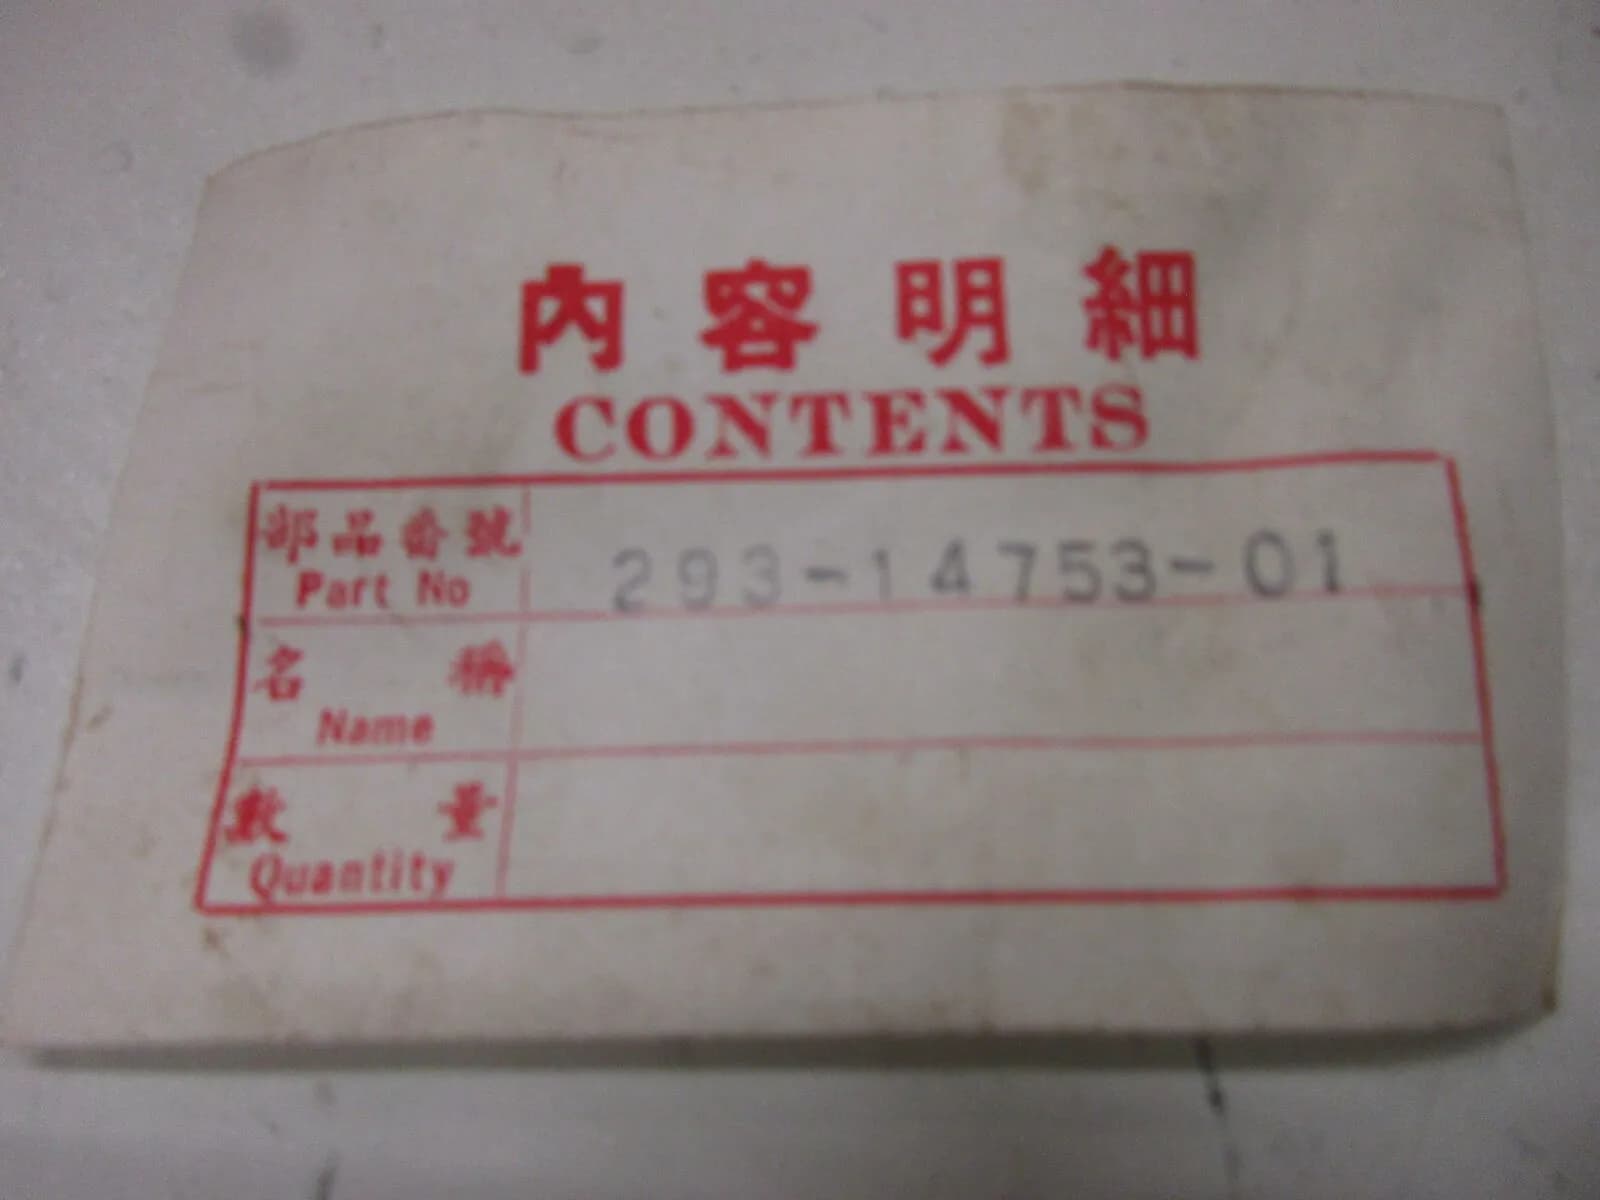 內容明細
CONTENTS
部品番號 293-14753-01
Part No
名稱
Name
數量
Quantity